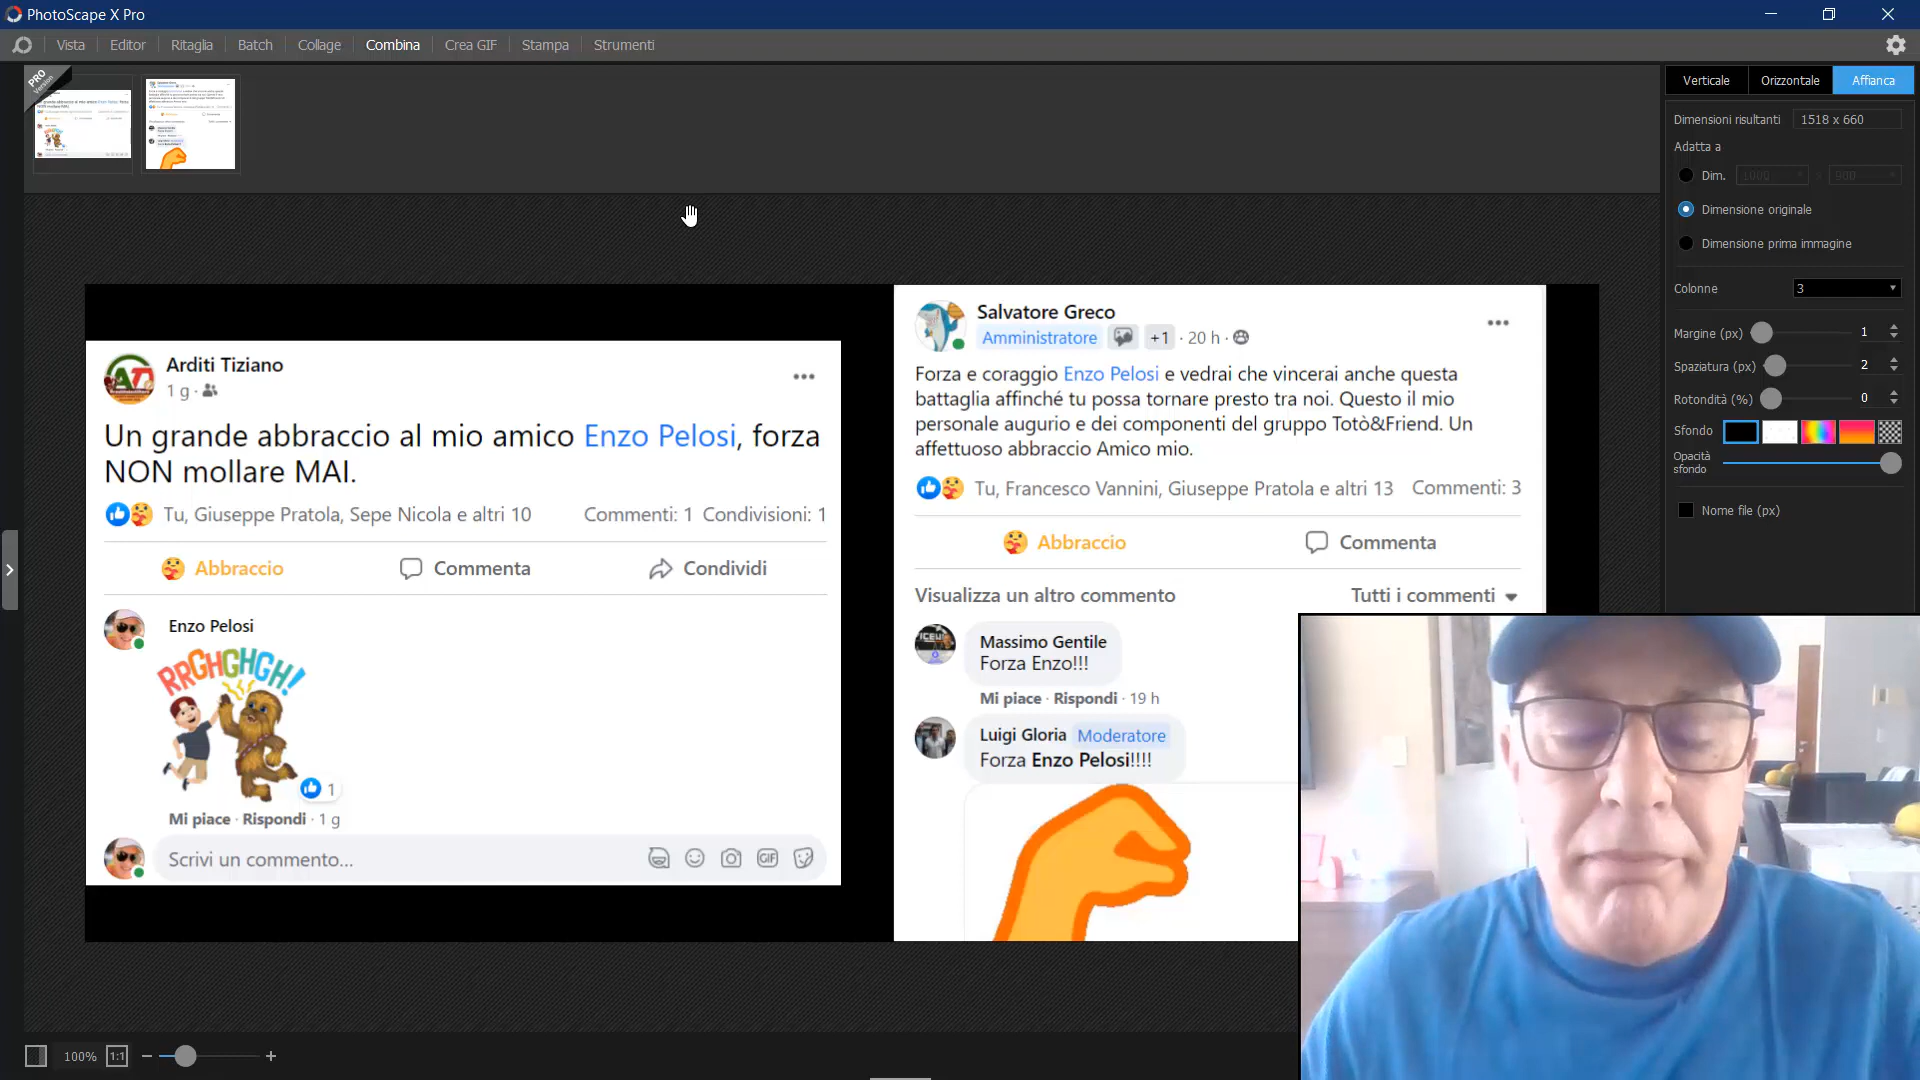 PhotoScape X Pro
Vista Editor Ritaglia Batch Collage Combina Crea GIF Stampa Strumenti
PRO
Version
Verticale Orizzontale Affianca
Dimensioni risultanti 1518 x 660
Adatta a
Dim. 1000 900
Dimensione originale
Dimensione prima immagine
Colonne 3
Margine (px) 1
Spaziatura (px) 2
Rotondità (%) 0
Sfondo
Opacità
sfondo
Nome file (px)
Arditi Tiziano
1 g ·
Un grande abbraccio al mio amico Enzo Pelosi, forza
NON mollare MAI.
Tu, Giuseppe Pratola, Sepe Nicola e altri 10 Commenti: 1 Condivisioni: 1
Abbraccio Commenta Condividi
Enzo Pelosi
RRGHGHGH!
1
Mi piace · Rispondi · 1 g
Scrivi un commento...
GIF
Salvatore Greco
Amministratore +1 · 20 h ·
Forza e coraggio Enzo Pelosi e vedrai che vincerai anche questa
battaglia affinché tu possa tornare presto tra noi. Questo il mio
personale augurio e dei componenti del gruppo Totò&Friend. Un
affettuoso abbraccio Amico mio.
Tu, Francesco Vannini, Giuseppe Pratola e altri 13 Commenti: 3
Abbraccio Commenta
Visualizza un altro commento Tutti i commenti
Massimo Gentile
Forza Enzo!!!
Mi piace · Rispondi · 19 h
Luigi Gloria Moderatore
Forza Enzo Pelosi!!!!
100% 1:1